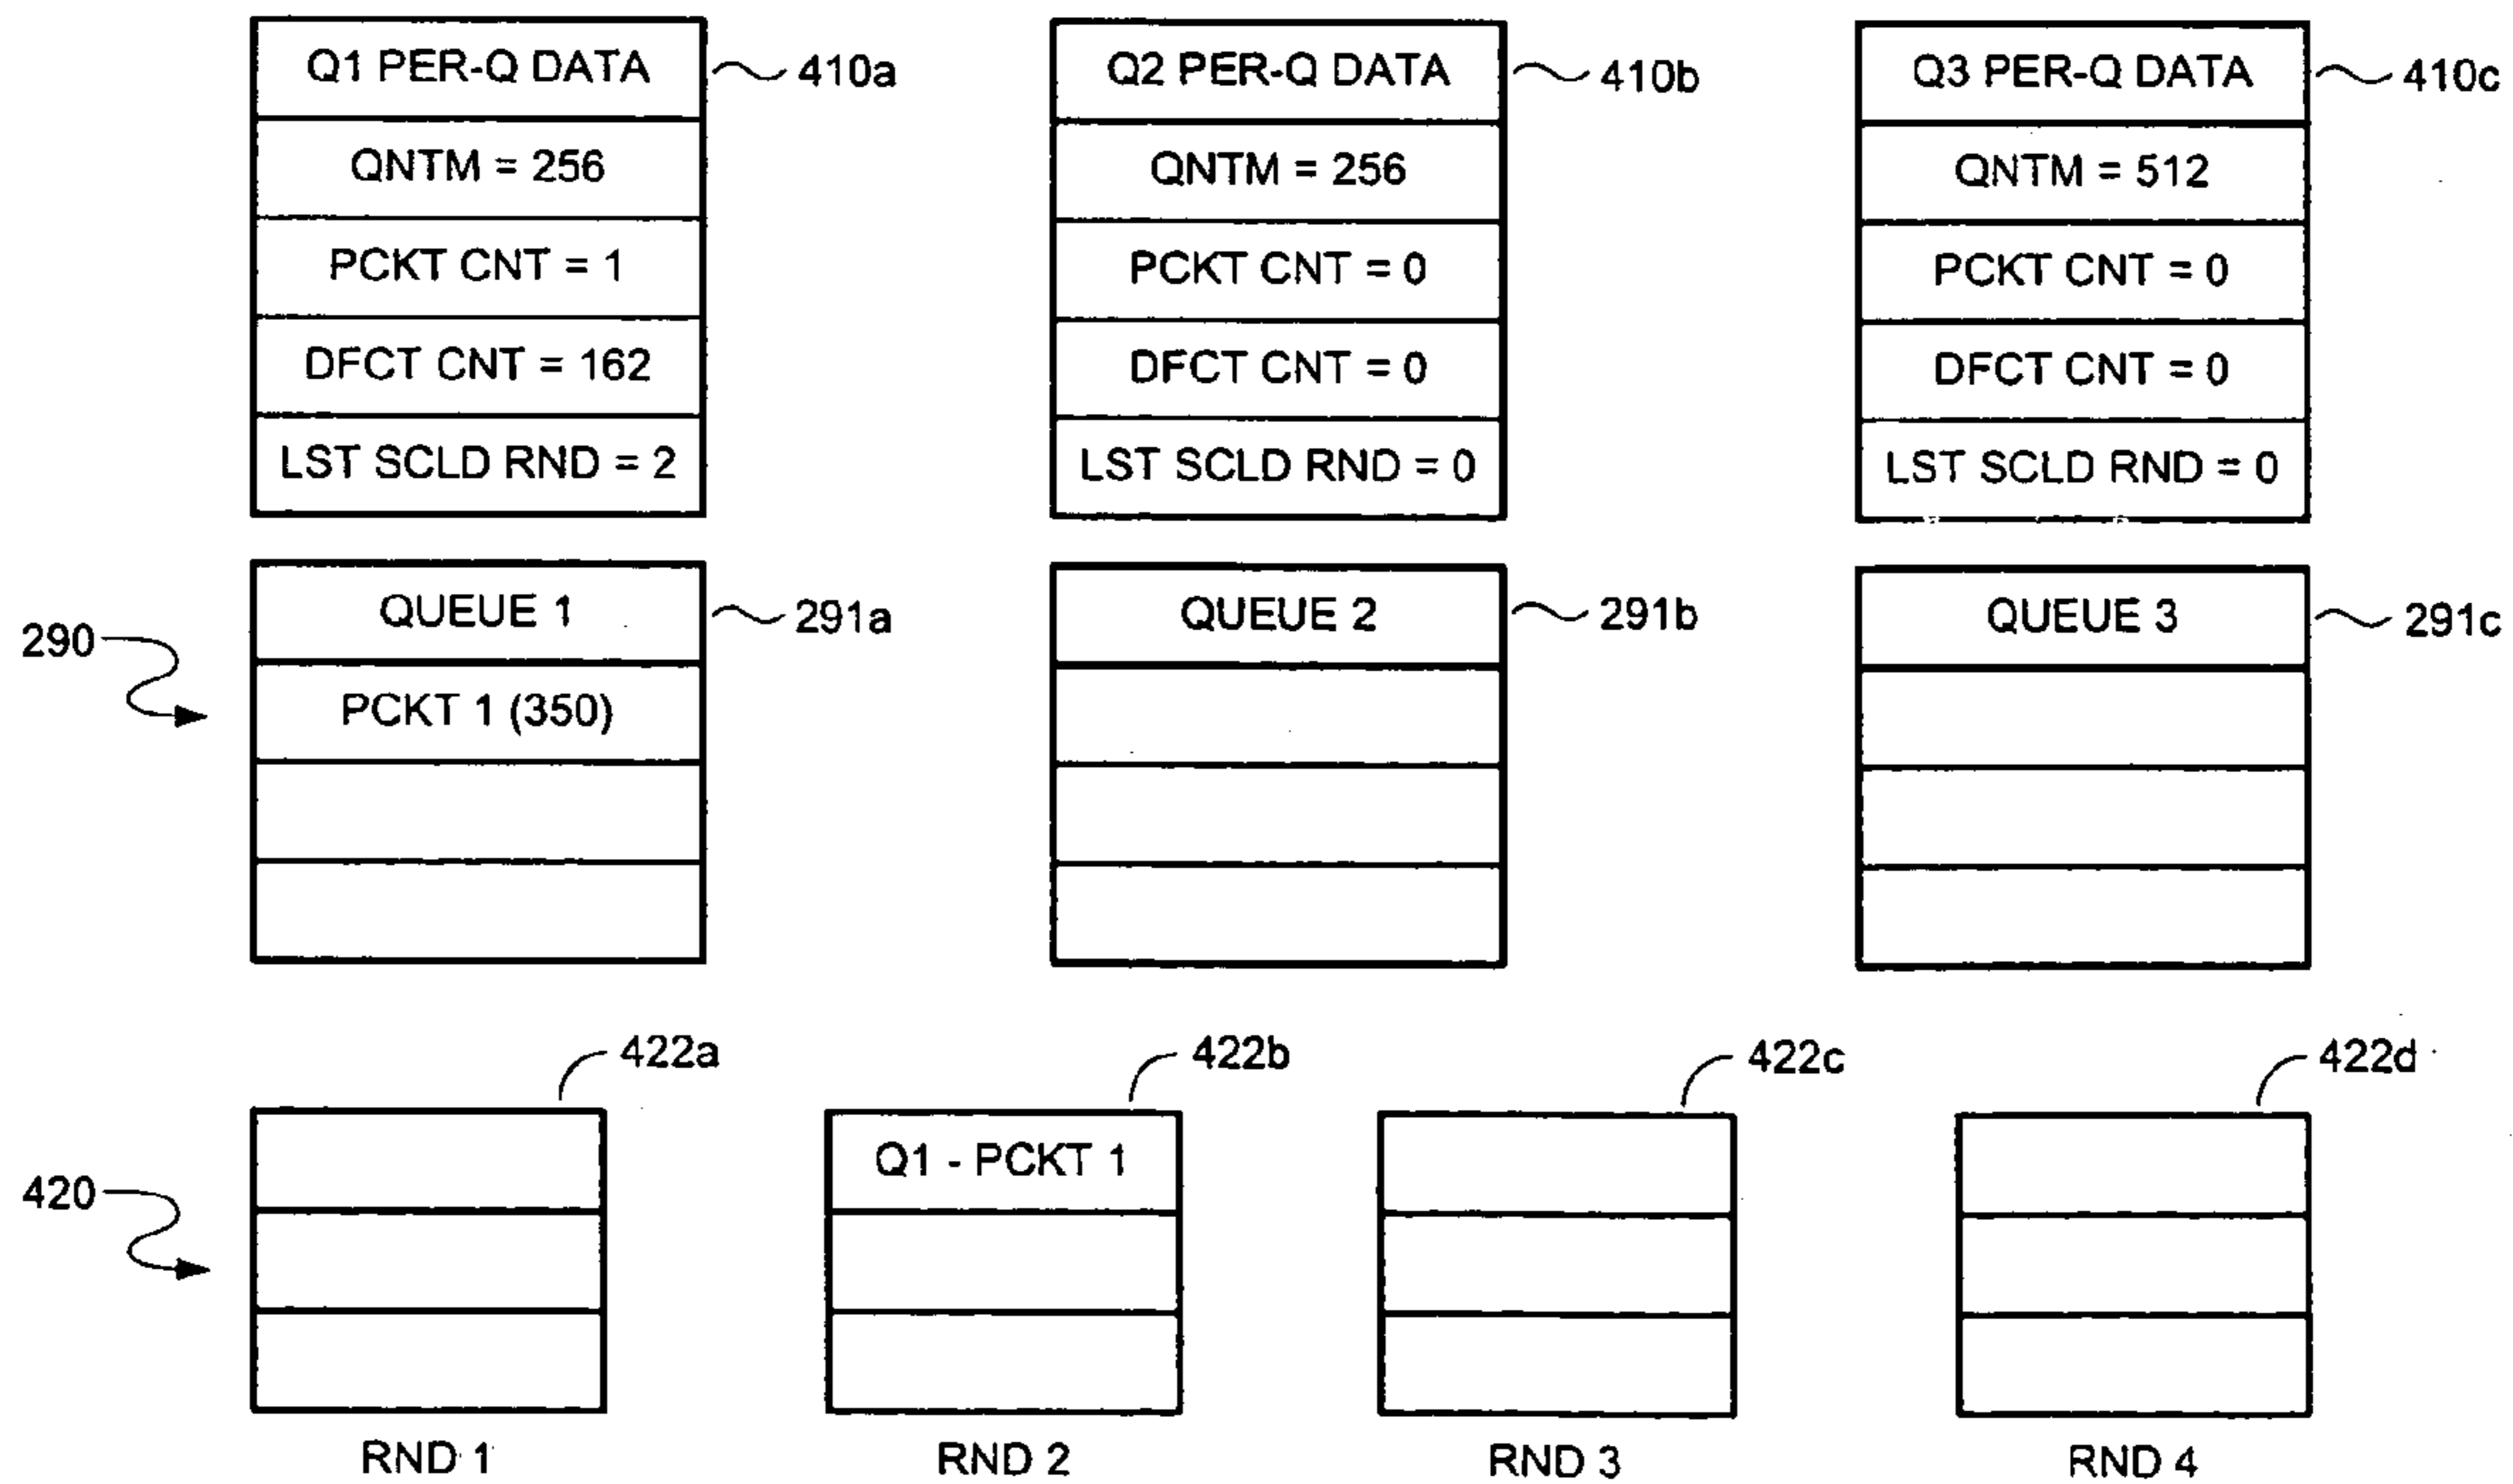 Q1 PER-Q DATA
410a
QNTM = 256
PCKT CNT = 1
DFCT CNT = 162
LST SCLD RND = 2
Q2 PER-Q DATA
410b
QNTM = 256
PCKT CNT = 0
DFCT CNT = 0
LST SCLD RND = 0
Q3 PER-Q DATA
410c
QNTM = 512
PCKT CNT = 0
DFCT CNT = 0
LST SCLD RND = 0
290
QUEUE 1
291a
PCKT 1 (350)
QUEUE 2
291b
QUEUE 3
291c
420
422a
RND 1
422b
Q1 - PCKT 1
RND 2
422c
RND 3
422d
RND 4